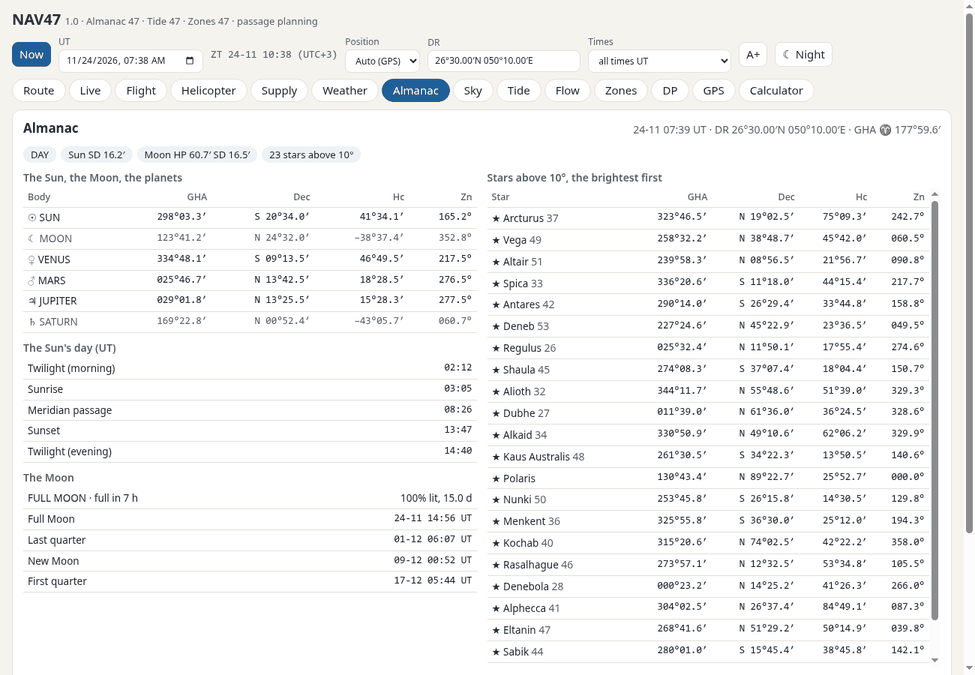 NAV47 1.0 · Almanac 47 · Tide 47 · Zones 47 · passage planning
Now
UT
11/24/2026, 07:38 AM
ZT 24-11 10:38 (UTC+3)
Position
Auto (GPS)
DR
26°30.00′N 050°10.00′E
Times
all times UT
A+
☾ Night
Route Live Flight Helicopter Supply Weather Almanac Sky Tide Flow Zones DP GPS Calculator
Almanac
24-11 07:39 UT · DR 26°30.00′N 050°10.00′E · GHA ♈ 177°59.6′
DAY Sun SD 16.2′ Moon HP 60.7′ SD 16.5′ 23 stars above 10°
The Sun, the Moon, the planets
Body GHA Dec Hc Zn
☉ SUN 298°03.3′ S 20°34.0′ 41°34.1′ 165.2°
☾ MOON 123°41.2′ N 24°32.0′ −38°37.4′ 352.8°
♀ VENUS 334°48.1′ S 09°13.5′ 46°49.5′ 217.5°
♂ MARS 025°46.7′ N 13°42.5′ 18°28.5′ 276.5°
♃ JUPITER 029°01.8′ N 13°25.5′ 15°28.3′ 277.5°
♄ SATURN 169°22.8′ N 00°52.4′ −43°05.7′ 060.7°
The Sun's day (UT)
Twilight (morning) 02:12
Sunrise 03:05
Meridian passage 08:26
Sunset 13:47
Twilight (evening) 14:40
The Moon
FULL MOON · full in 7 h 100% lit, 15.0 d
Full Moon 24-11 14:56 UT
Last quarter 01-12 06:07 UT
New Moon 09-12 00:52 UT
First quarter 17-12 05:44 UT
Stars above 10°, the brightest first
Star GHA Dec Hc Zn
★ Arcturus 37 323°46.5′ N 19°02.5′ 75°09.3′ 242.7°
★ Vega 49 258°32.2′ N 38°48.7′ 45°42.0′ 060.5°
★ Altair 51 239°58.3′ N 08°56.5′ 21°56.7′ 090.8°
★ Spica 33 336°20.6′ S 11°18.0′ 44°15.4′ 217.7°
★ Antares 42 290°14.0′ S 26°29.4′ 33°44.8′ 158.8°
★ Deneb 53 227°24.6′ N 45°22.9′ 23°36.5′ 049.5°
★ Regulus 26 025°32.4′ N 11°50.1′ 17°55.4′ 274.6°
★ Shaula 45 274°08.3′ S 37°07.4′ 18°04.4′ 150.7°
★ Alioth 32 344°11.7′ N 55°48.6′ 51°39.0′ 329.3°
★ Dubhe 27 011°39.0′ N 61°36.0′ 36°24.5′ 328.6°
★ Alkaid 34 330°50.9′ N 49°10.6′ 62°06.2′ 329.9°
★ Kaus Australis 48 261°30.5′ S 34°22.3′ 13°50.5′ 140.6°
★ Polaris 130°43.4′ N 89°22.7′ 25°52.7′ 000.0°
★ Nunki 50 253°45.8′ S 26°15.8′ 14°30.5′ 129.8°
★ Menkent 36 325°55.8′ S 36°30.0′ 25°12.0′ 194.3°
★ Kochab 40 315°20.6′ N 74°02.5′ 42°22.2′ 358.0°
★ Rasalhague 46 273°57.1′ N 12°32.5′ 53°34.8′ 105.5°
★ Denebola 28 000°23.2′ N 14°25.2′ 41°26.3′ 266.0°
★ Alphecca 41 304°02.5′ N 26°37.4′ 84°49.1′ 087.3°
★ Eltanin 47 268°41.6′ N 51°29.2′ 50°14.9′ 039.8°
★ Sabik 44 280°01.0′ S 15°45.4′ 38°45.8′ 142.1°